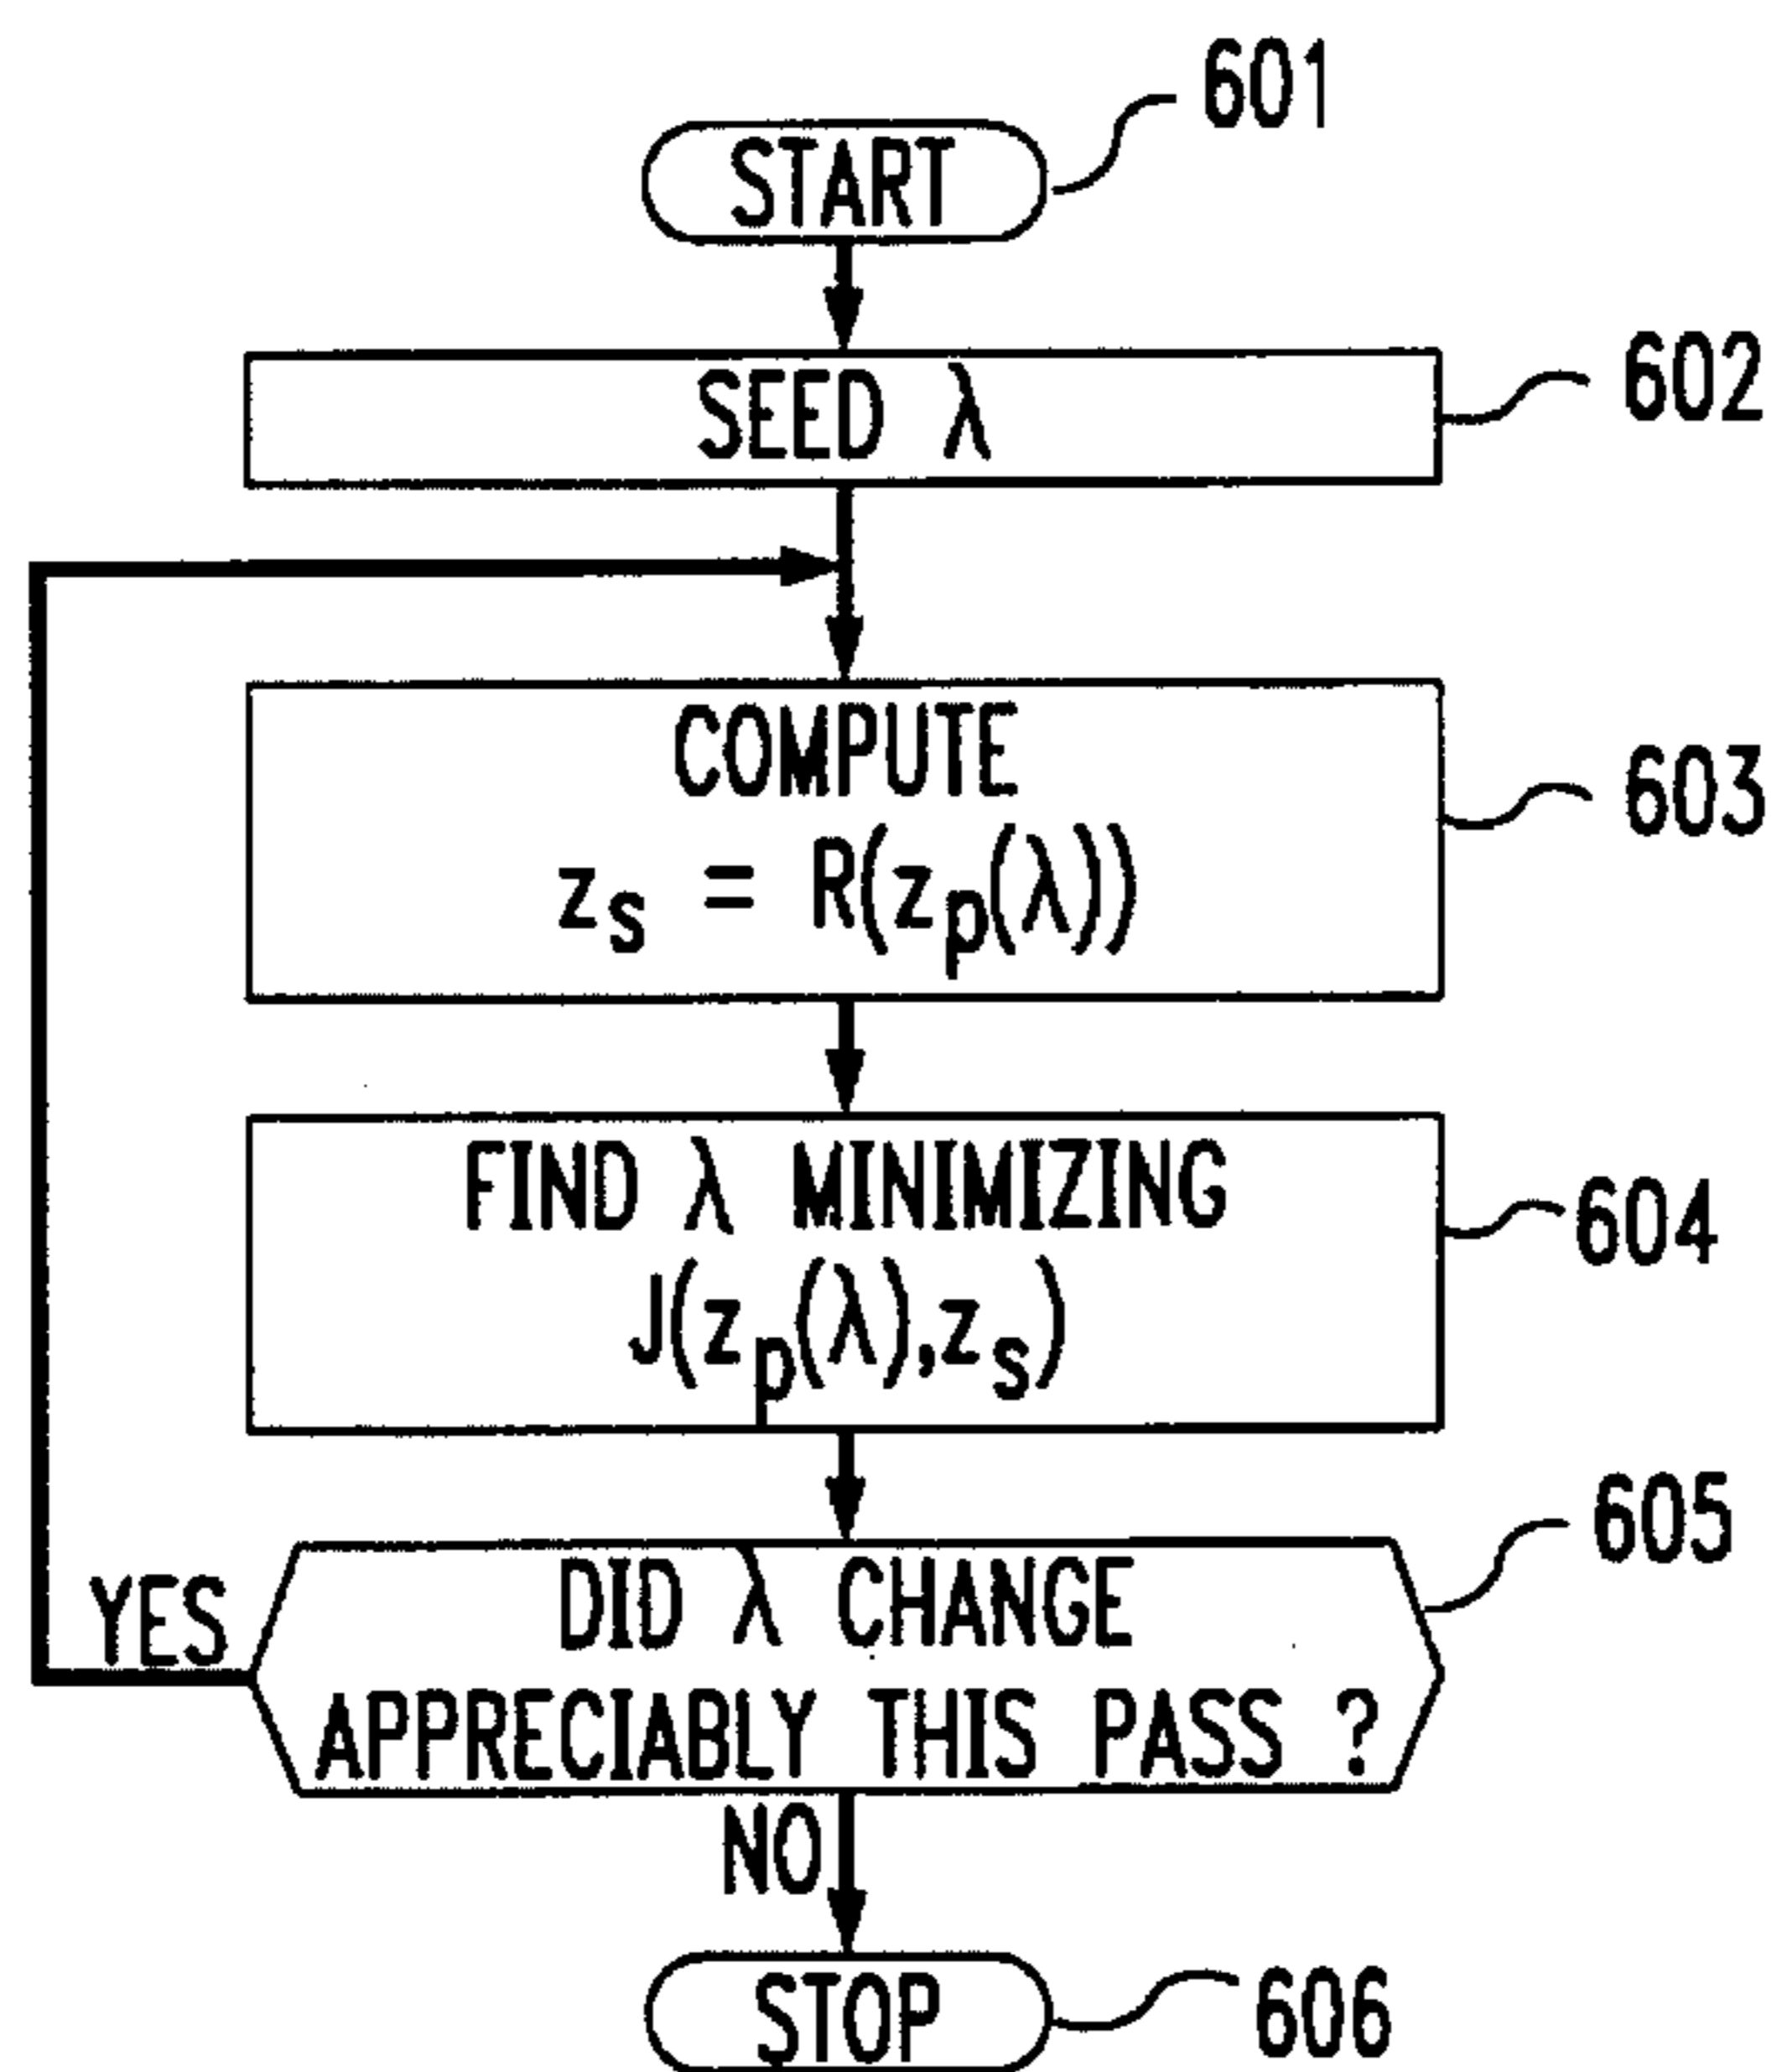 601
START
602
SEED λ
603
COMPUTE
z_s = R(z_p(λ))
604
FIND λ MINIMIZING
J(z_p(λ),z_s)
605
DID λ CHANGE
YES
APPRECIABLY THIS PASS ?
NO
STOP
606